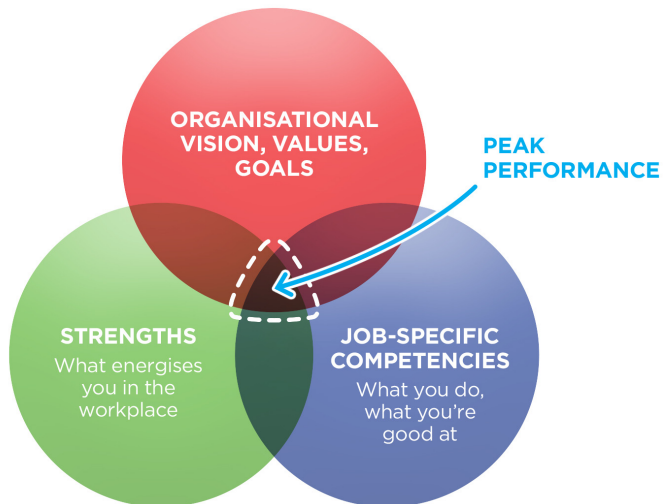 ORGANISATIONAL
VISION, VALUES,
GOALS
PEAK
PERFORMANCE
STRENGTHS
What energises
you in the
workplace
JOB-SPECIFIC
COMPETENCIES
What you do,
what you’re
good at